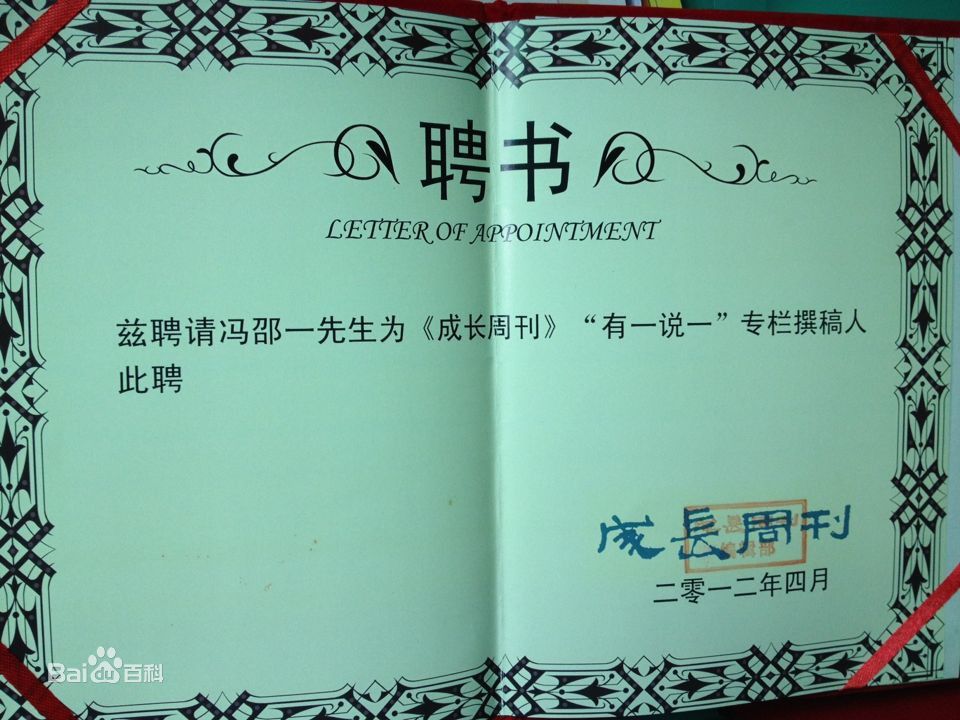 聘书
LETTER OF APPOINTMENT
兹聘请冯邵一先生为《成长周刊》“有一说一”专栏撰稿人
此聘
成長周刊
二零一二年四月
Bai百科